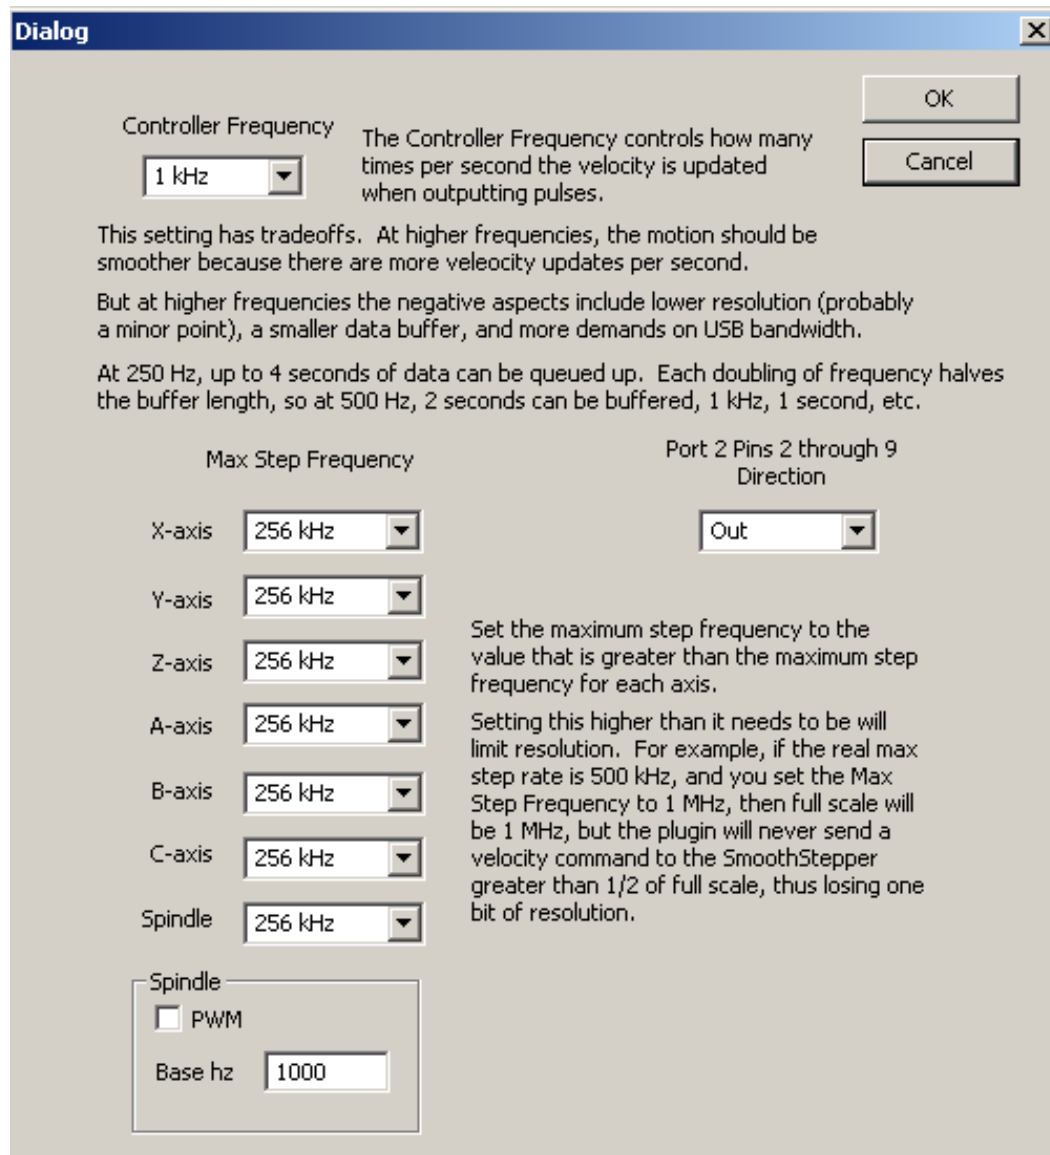 Dialog
OK
Cancel
Controller Frequency
1 kHz
The Controller Frequency controls how many
times per second the velocity is updated
when outputting pulses.
This setting has tradeoffs. At higher frequencies, the motion should be
smoother because there are more veleocity updates per second.
But at higher frequencies the negative aspects include lower resolution (probably
a minor point), a smaller data buffer, and more demands on USB bandwidth.
At 250 Hz, up to 4 seconds of data can be queued up. Each doubling of frequency halves
the buffer length, so at 500 Hz, 2 seconds can be buffered, 1 kHz, 1 second, etc.
Max Step Frequency
X-axis 256 kHz
Y-axis 256 kHz
Z-axis 256 kHz
A-axis 256 kHz
B-axis 256 kHz
C-axis 256 kHz
Spindle 256 kHz
Port 2 Pins 2 through 9
Direction
Out
Set the maximum step frequency to the
value that is greater than the maximum step
frequency for each axis.
Setting this higher than it needs to be will
limit resolution. For example, if the real max
step rate is 500 kHz, and you set the Max
Step Frequency to 1 MHz, then full scale will
be 1 MHz, but the plugin will never send a
velocity command to the SmoothStepper
greater than 1/2 of full scale, thus losing one
bit of resolution.
Spindle
PWM
Base hz 1000